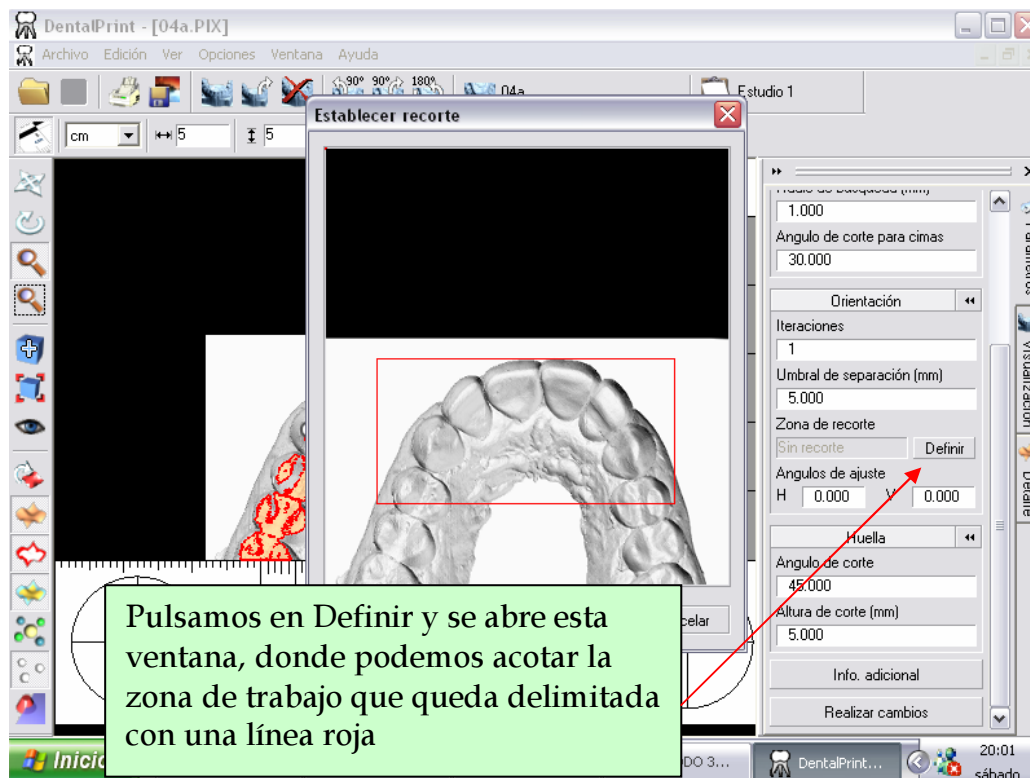 DentalPrint - [04a.PIX]
Archivo Edición Ver Opciones Ventana Ayuda
90° 90° 180° 04a Estudio 1
cm 5 5
Establecer recorte
1.000
Angulo de corte para cimas
30.000
Orientación
Iteraciones
1
Umbral de separación (mm)
5.000
Zona de recorte
Sin recorte Definir
Angulos de ajuste
H 0.000 V 0.000
Huella
Angulo de corte
45.000
Altura de corte (mm)
5.000
Info. adicional
Realizar cambios
Parámetros
Visualización
Detalle
Pulsamos en Definir y se abre esta
ventana, donde podemos acotar la
zona de trabajo que queda delimitada
con una línea roja
DentalPrint... 20:01
sábado